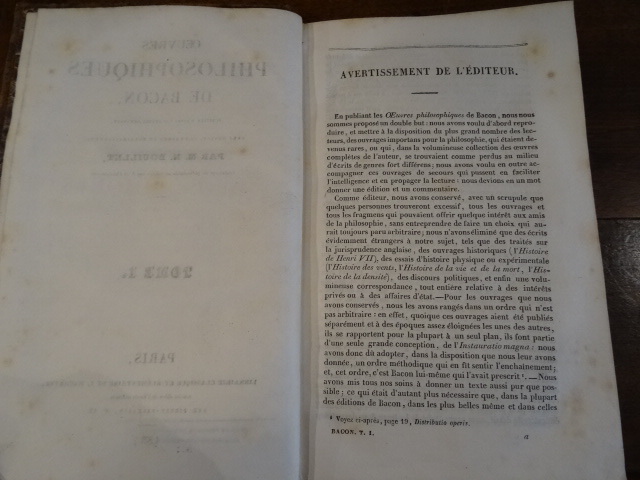 ŒUVRES
PHILOSOPHIQUES
DE BACON,
PAR M. N. BOUILLET,
TOME I.
PARIS.
AVERTISSEMENT DE L'ÉDITEUR.
En publiant les Œuvres philosophiques de Bacon, nous nous
sommes proposé un double but : nous avons voulu d'abord repro-
duire, et mettre à la disposition du plus grand nombre des lec-
teurs, des ouvrages importans pour la philosophie, qui étaient de-
venus rares, ou qui, dans la volumineuse collection des œuvres
complètes de l'auteur, se trouvaient comme perdus au milieu
d'écrits de genres fort différens; nous avons voulu en outre ac-
compagner ces ouvrages de secours qui pussent en faciliter
l'intelligence et en propager la lecture : nous devions en un mot
donner une édition et un commentaire.
Comme éditeur, nous avons conservé, avec un scrupule que
quelques personnes trouveront excessif, tous les ouvrages et
tous les fragmens qui pouvaient offrir quelque intérêt aux amis
de la philosophie, sans entreprendre de faire un choix, qui au-
rait toujours paru arbitraire; nous n'avons éliminé que des écrits
évidemment étrangers à notre sujet, tels que des traités sur
la jurisprudence anglaise, des ouvrages historiques (l'Histoire
de Henri VII), des essais d'histoire physique ou expérimentale
(l'Histoire des vents, l'Histoire de la vie et de la mort, l'His-
toire de la densité), des discours politiques, et enfin une volu-
mineuse correspondance, tout entière relative à des intérêts
privés ou à des affaires d'état.—Pour les ouvrages que nous
avons conservés, nous les avons rangés dans un ordre qui n'est
pas arbitraire : en effet, quoique ces ouvrages aient été publiés
séparément et à des époques assez éloignées les unes des autres,
ils se rapportent pour la plupart à un seul plan, ils font partie
d'une seule grande conception, de l'Instauratio magna : nous
avons donc dû adopter, dans la disposition que nous leur avons
donnée, un ordre méthodique qui en fît sentir l'enchaînement;
et, cet ordre, c'est Bacon lui-même qui l'avait prescrit ¹.—Nous
avons mis tous nos soins à donner un texte aussi pur que pos-
sible; ce qui était d'autant plus nécessaire que, dans la plupart
des éditions de Bacon, dans les plus belles même et dans celles
¹ Voyez ci-après, page 19, Distributio operis.
BACON, T. I. a